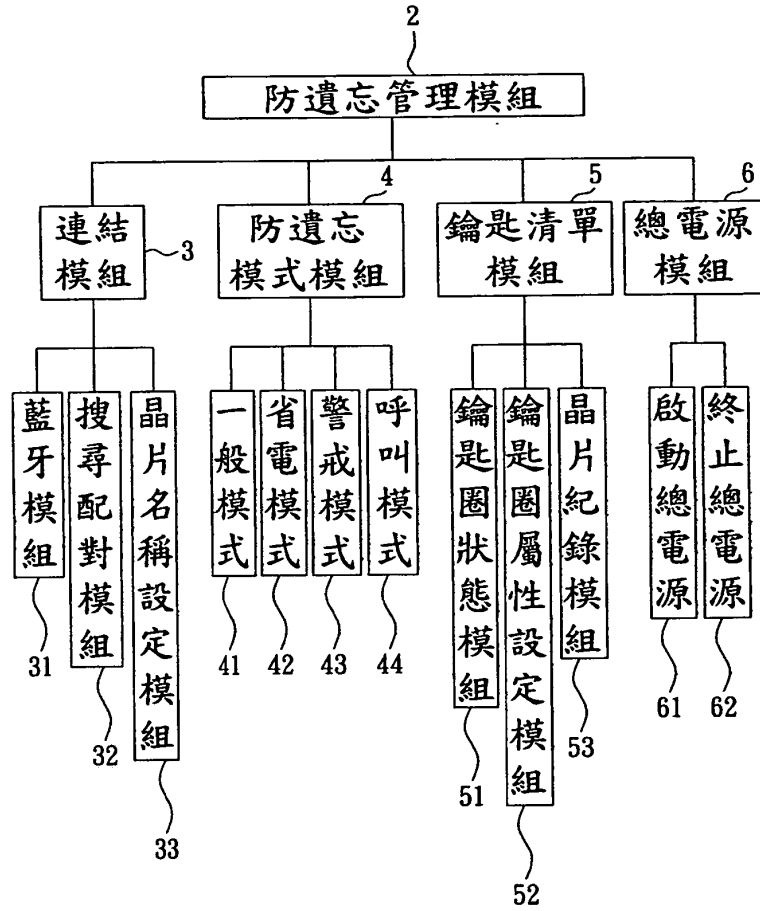 2
防遺忘管理模組
連結
模組
3
防遺忘
模式模組
4
鑰匙清單
模組
5
總電源
模組
6
藍牙模組
31
搜尋配對模組
32
晶片名稱設定模組
33
一般模式
41
省電模式
42
警戒模式
43
呼叫模式
44
鑰匙圈狀態模組
51
鑰匙圈屬性設定模組
52
晶片紀錄模組
53
啟動總電源
61
終止總電源
62